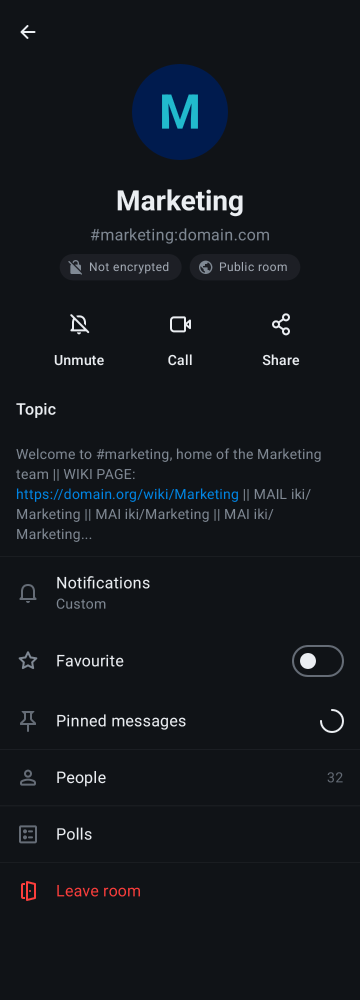 M
Marketing
#marketing:domain.com
Not encrypted
Public room
Unmute
Call
Share
Topic
Welcome to #marketing, home of the Marketing
team || WIKI PAGE:
https://domain.org/wiki/Marketing || MAIL iki/
Marketing || MAI iki/Marketing || MAI iki/
Marketing...
Notifications
Custom
Favourite
Pinned messages
People 32
Polls
Leave room